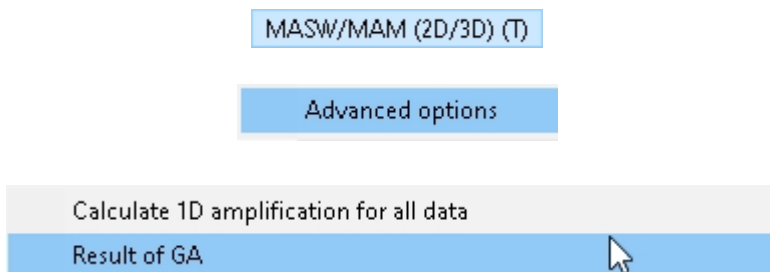 MASW/MAM (2D/3D) (T)
Advanced options
Calculate 1D amplification for all data
Result of GA